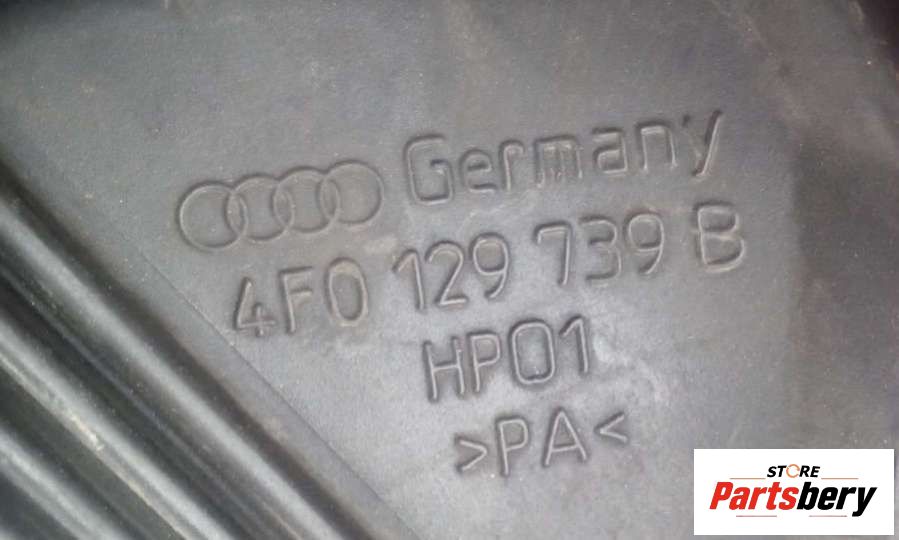 Germany
4F0 129 739 B
HP01
>PA<
STORE
Partsbery